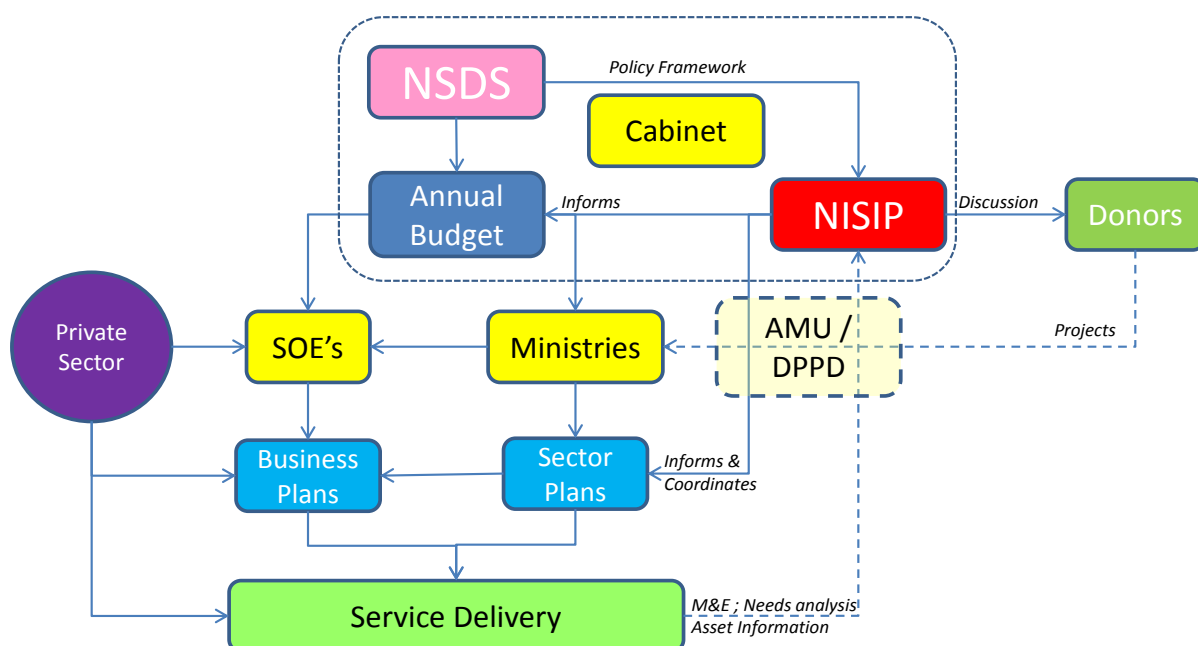 NSDS
Policy Framework
Cabinet
Annual
Budget
Informs
NISIP
Discussion
Donors
Private
Sector
SOE’s
Ministries
AMU /
DPPD
Projects
Business
Plans
Sector
Plans
Informs &
Coordinates
Service Delivery
M&E ; Needs analysis
Asset Information